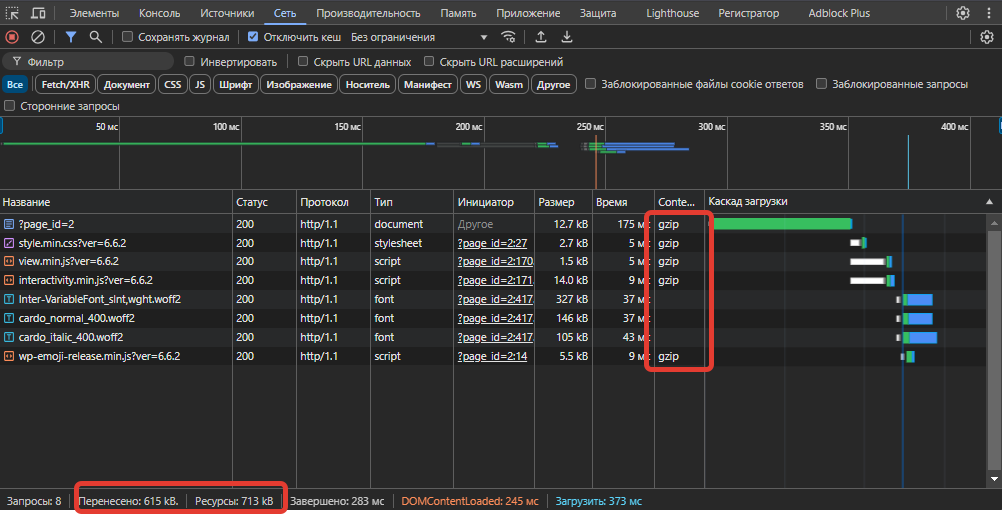 Элементы Консоль Источники Сеть Производительность Память Приложение Защита Lighthouse Регистратор Adblock Plus
Сохранять журнал Отключить кеш Без ограничения
Фильтр Инвертировать Скрыть URL данных Скрыть URL расширений
Все Fetch/XHR Документ CSS JS Шрифт Изображение Носитель Манифест WS Wasm Другое Заблокированные файлы cookie ответов Заблокированные запросы
Сторонние запросы
50 мс 100 мс 150 мс 200 мс 250 мс 300 мс 350 мс 400 мс
Название Статус Протокол Тип Инициатор Размер Время Conte... Каскад загрузки
?page_id=2 200 http/1.1 document Другое 12.7 kB 175 мс gzip
style.min.css?ver=6.6.2 200 http/1.1 stylesheet ?page_id=2:27 2.7 kB 5 мс gzip
view.min.js?ver=6.6.2 200 http/1.1 script ?page_id=2:170 1.5 kB 5 мс gzip
interactivity.min.js?ver=6.6.2 200 http/1.1 script ?page_id=2:171 14.0 kB 9 мс gzip
Inter-VariableFont_slnt,wght.woff2 200 http/1.1 font ?page_id=2:417 327 kB 37 мс
cardo_normal_400.woff2 200 http/1.1 font ?page_id=2:417 146 kB 37 мс
cardo_italic_400.woff2 200 http/1.1 font ?page_id=2:417 105 kB 43 мс
wp-emoji-release.min.js?ver=6.6.2 200 http/1.1 script ?page_id=2:14 5.5 kB 9 мс gzip
Запросы: 8 Перенесено: 615 kB. Ресурсы: 713 kB Завершено: 283 мс DOMContentLoaded: 245 мс Загрузить: 373 мс